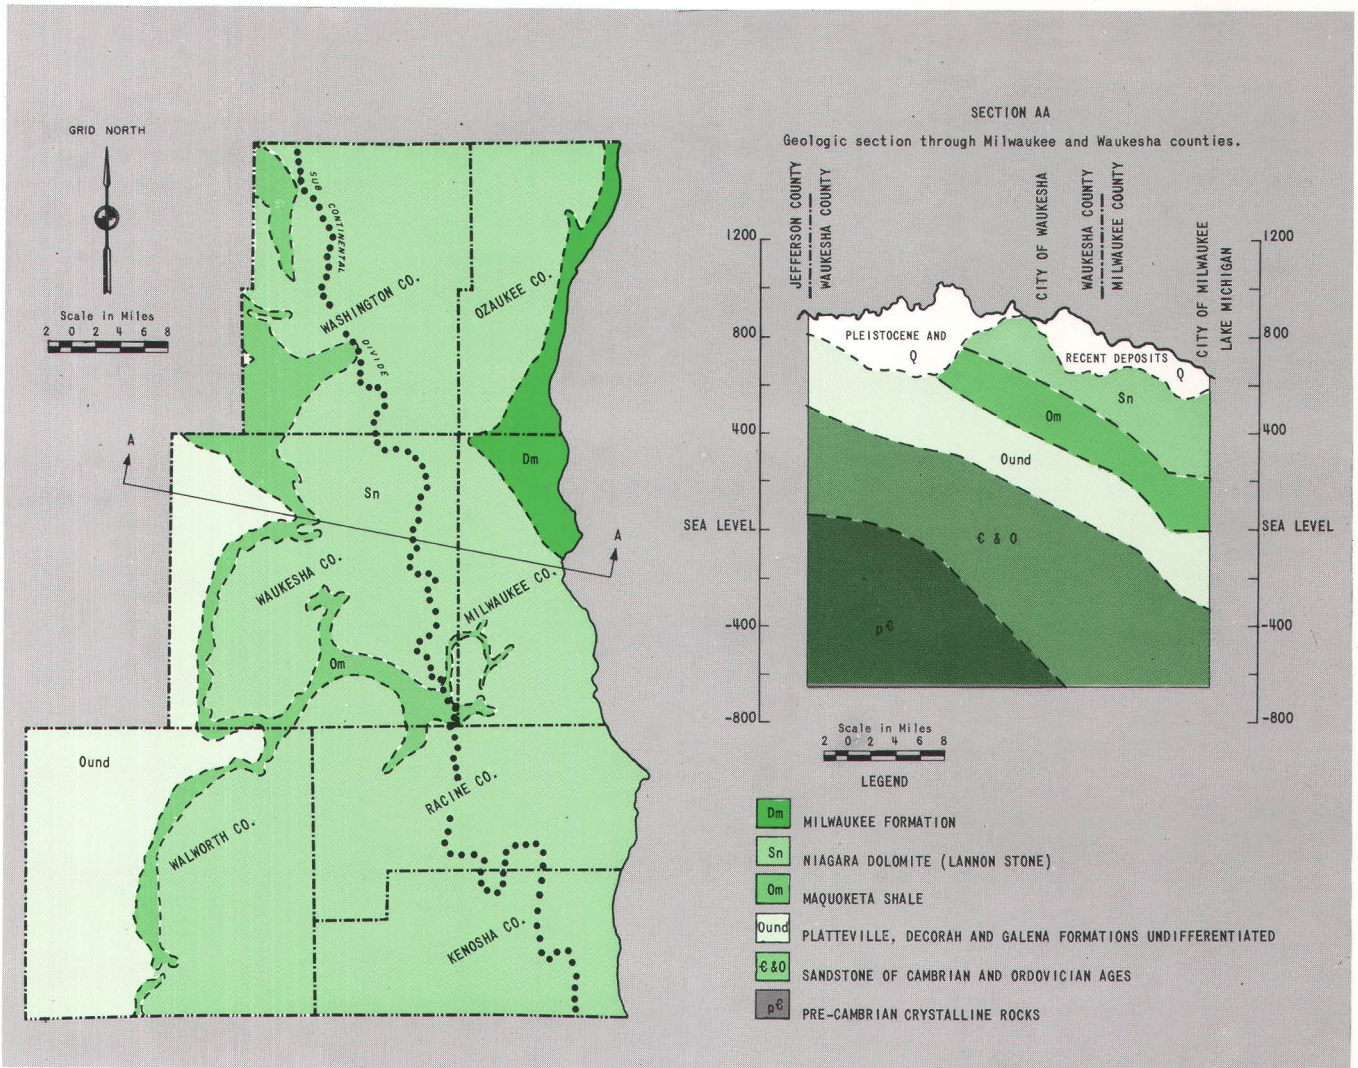 GRID NORTH
Scale in Miles
2 0 2 4 6 8
SUB
CONTINENTAL
DIVIDE
WASHINGTON CO.
OZAUKEE CO.
A
A
Dm
Sn
WAUKESHA CO.
MILWAUKEE CO.
Om
Ound
RACINE CO.
WALWORTH CO.
KENOSHA CO.
SECTION AA
Geologic section through Milwaukee and Waukesha counties.
JEFFERSON COUNTY
WAUKESHA COUNTY
CITY OF WAUKESHA
WAUKESHA COUNTY
MILWAUKEE COUNTY
CITY OF MILWAUKEE
LAKE MICHIGAN
1200
800
400
SEA LEVEL
-400
-800
1200
800
400
SEA LEVEL
-400
-800
PLEISTOCENE AND
Q
RECENT DEPOSITS
Q
Sn
Om
Ound
Є & O
pЄ
Scale in Miles
2 0 2 4 6 8
LEGEND
Dm MILWAUKEE FORMATION
Sn NIAGARA DOLOMITE (LANNON STONE)
Om MAQUOKETA SHALE
Ound PLATTEVILLE, DECORAH AND GALENA FORMATIONS UNDIFFERENTIATED
Є&O SANDSTONE OF CAMBRIAN AND ORDOVICIAN AGES
pЄ PRE-CAMBRIAN CRYSTALLINE ROCKS